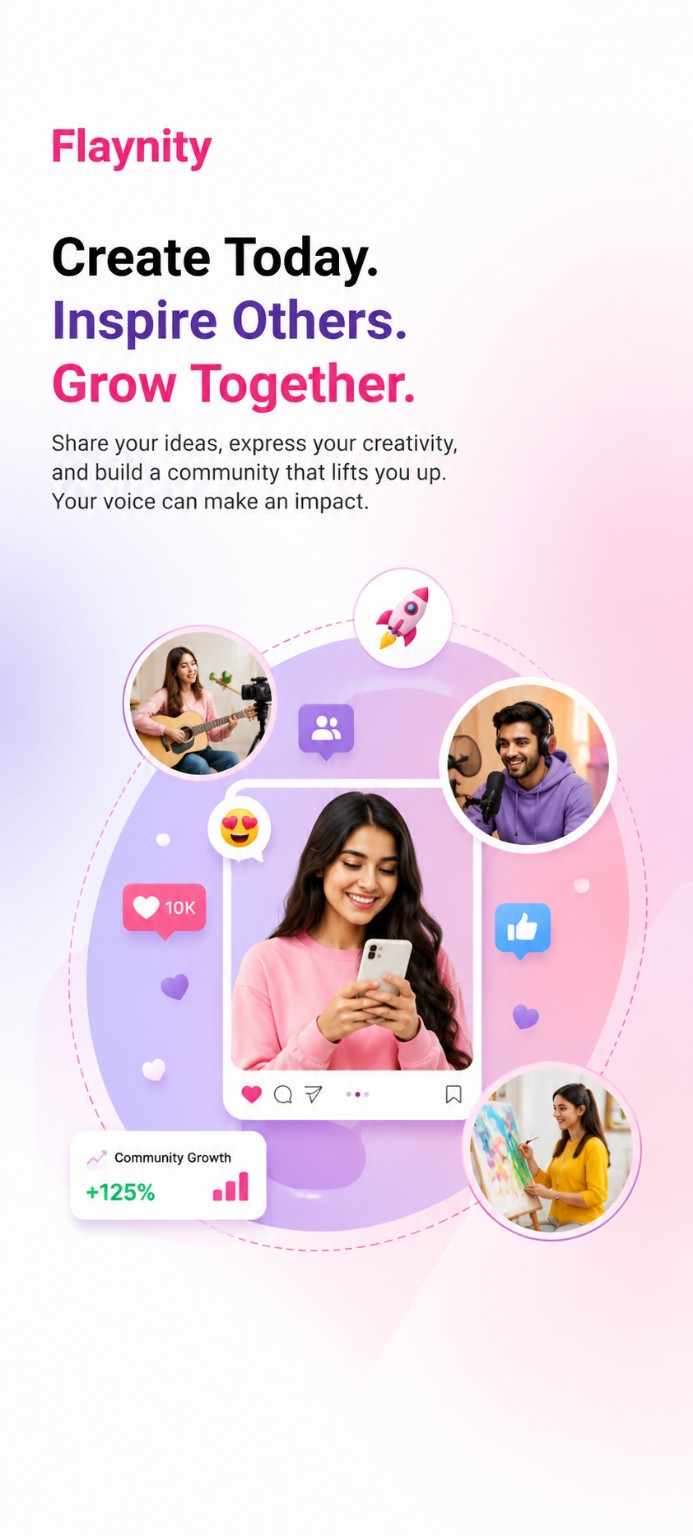 Flaynity
Create Today.
Inspire Others.
Grow Together.
Share your ideas, express your creativity,
and build a community that lifts you up.
Your voice can make an impact.
10K
Community Growth
+125%